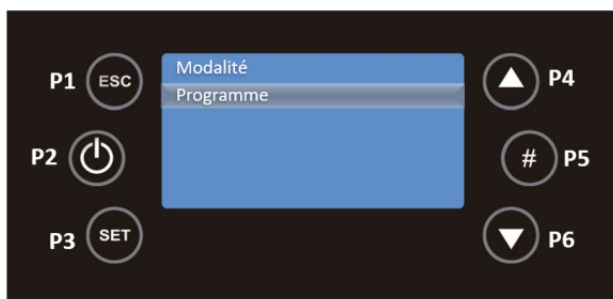 P1 ESC
Modalité
Programme
P4
P2
# P5
P3 SET
P6